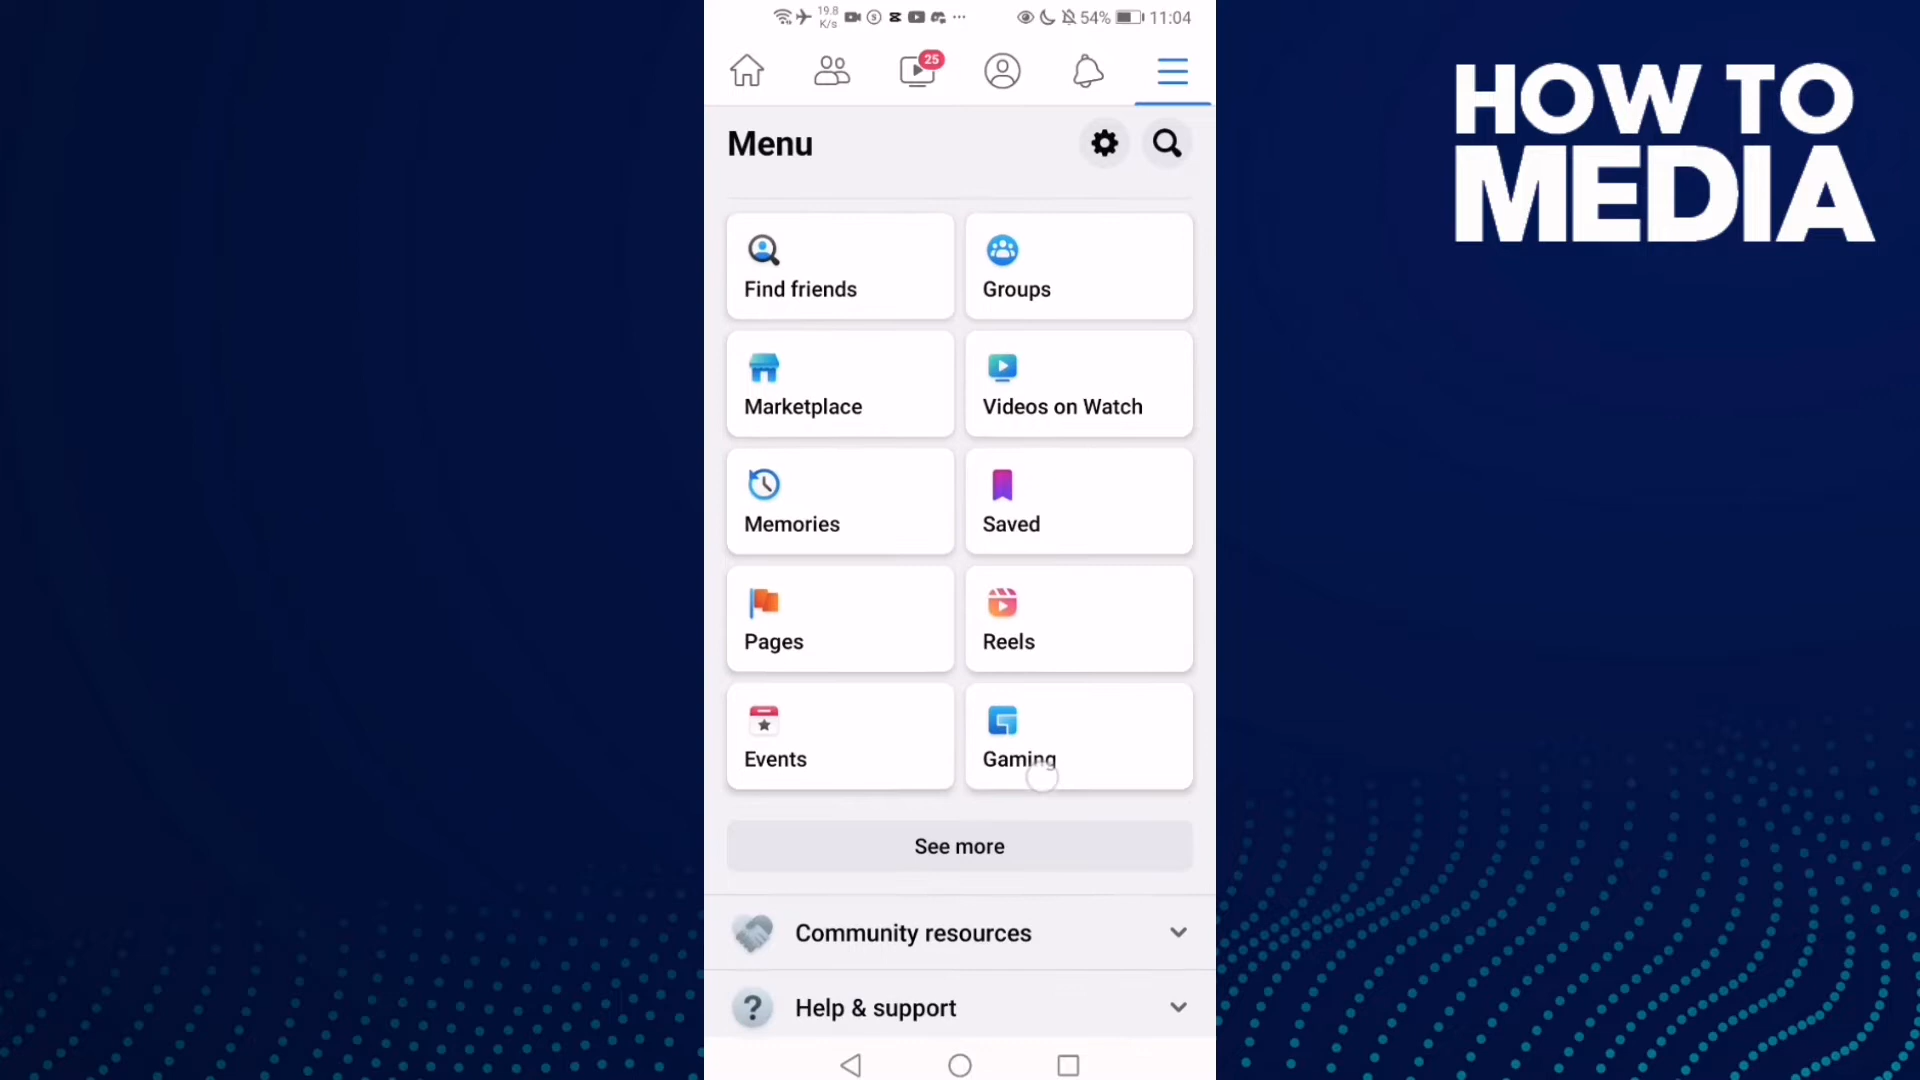 19.8
K/s
54%
11:04
25
HOW TO
MEDIA
Menu
Find friends
Groups
Marketplace
Videos on Watch
Memories
Saved
Pages
Reels
Events
Gaming
See more
Community resources
Help & support